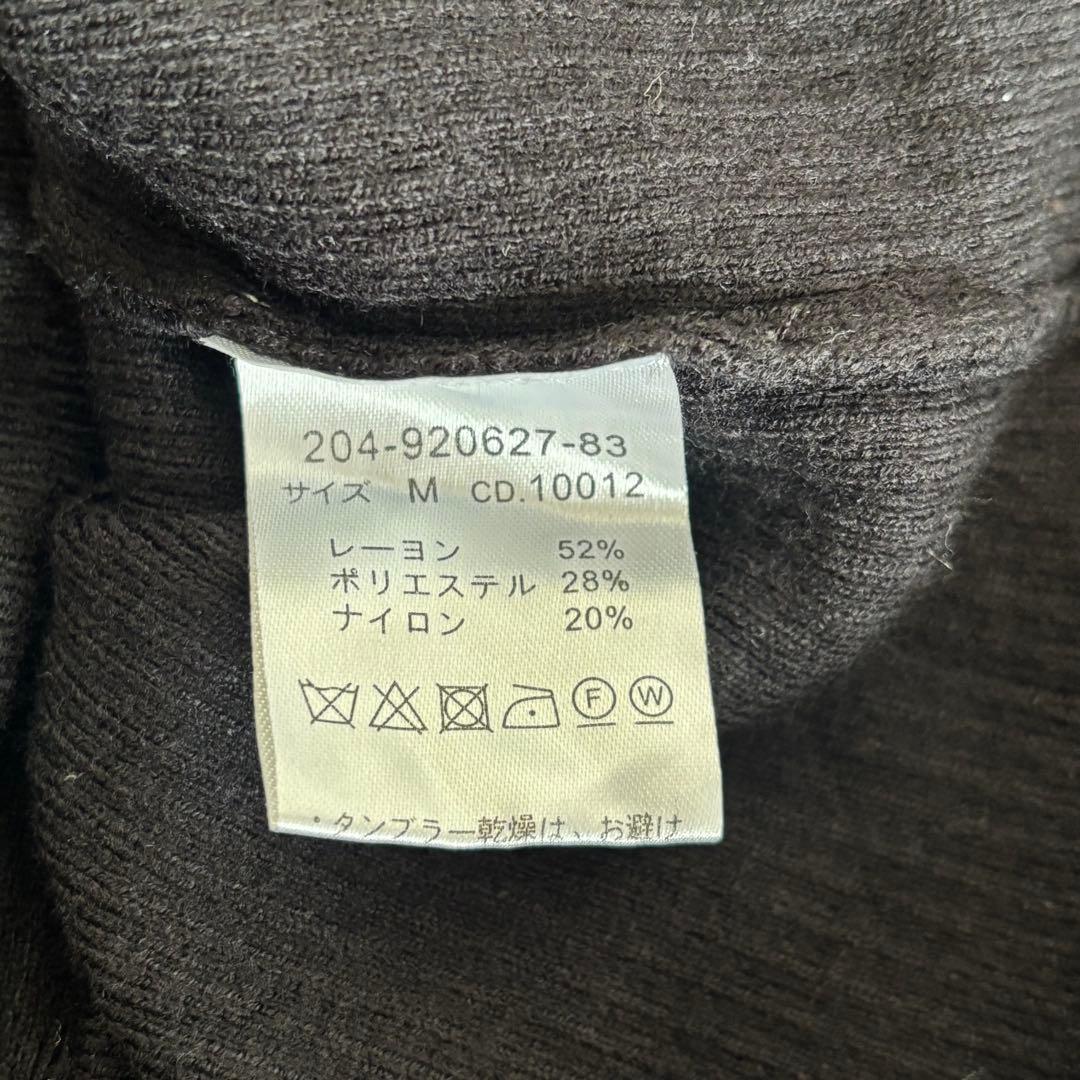 204-920627-83
サイズ M CD.10012
レーヨン 52%
ポリエステル 28%
ナイロン 20%
F W
・タンブラー乾燥は、お避け